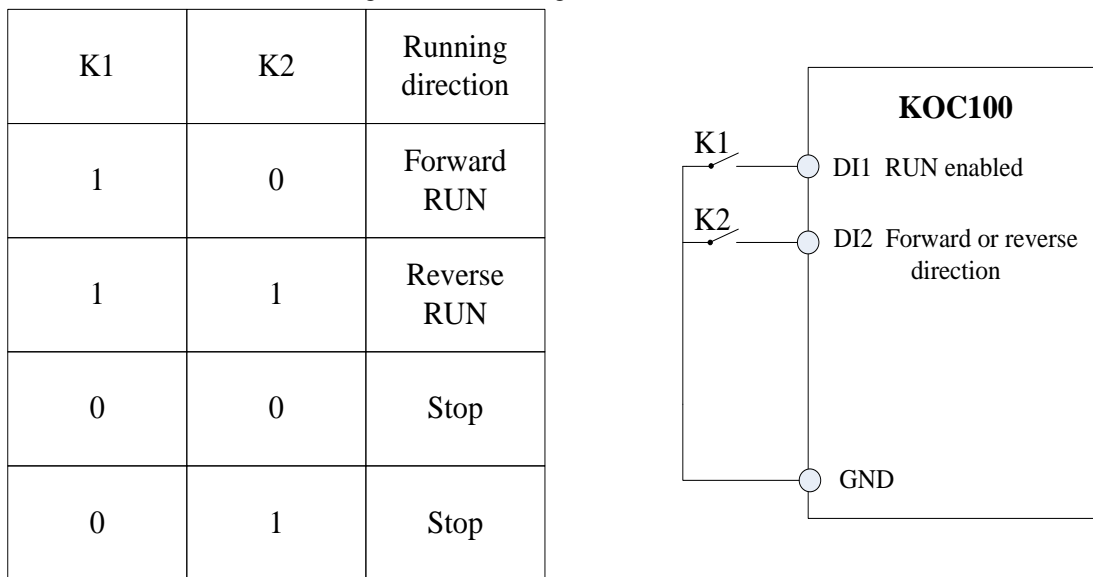 K1 K2 Running
direction
1 0 Forward
RUN
1 1 Reverse
RUN
0 0 Stop
0 1 Stop
KOC100
K1
DI1 RUN enabled
K2
DI2 Forward or reverse
direction
GND